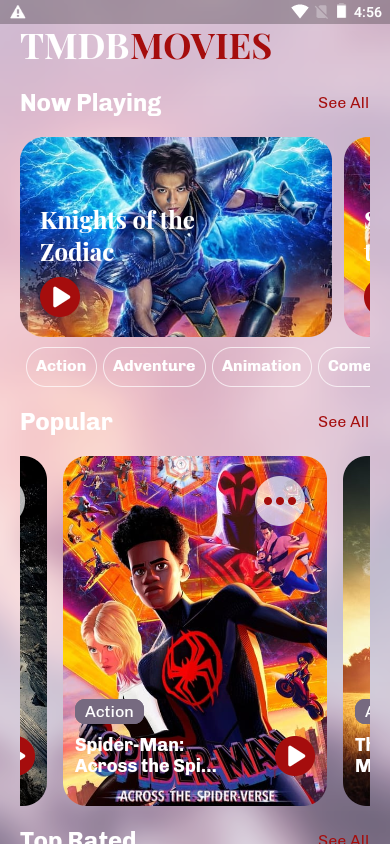 4:56
TMDBMOVIES
Now Playing
See All
Knights of the
Zodiac
Action
Adventure
Animation
Come
Popular
See All
Action
Spider-Man:
Across the Spi...
SPIDER-MAN
ACROSS THE SPIDER-VERSE
Top Rated
See All